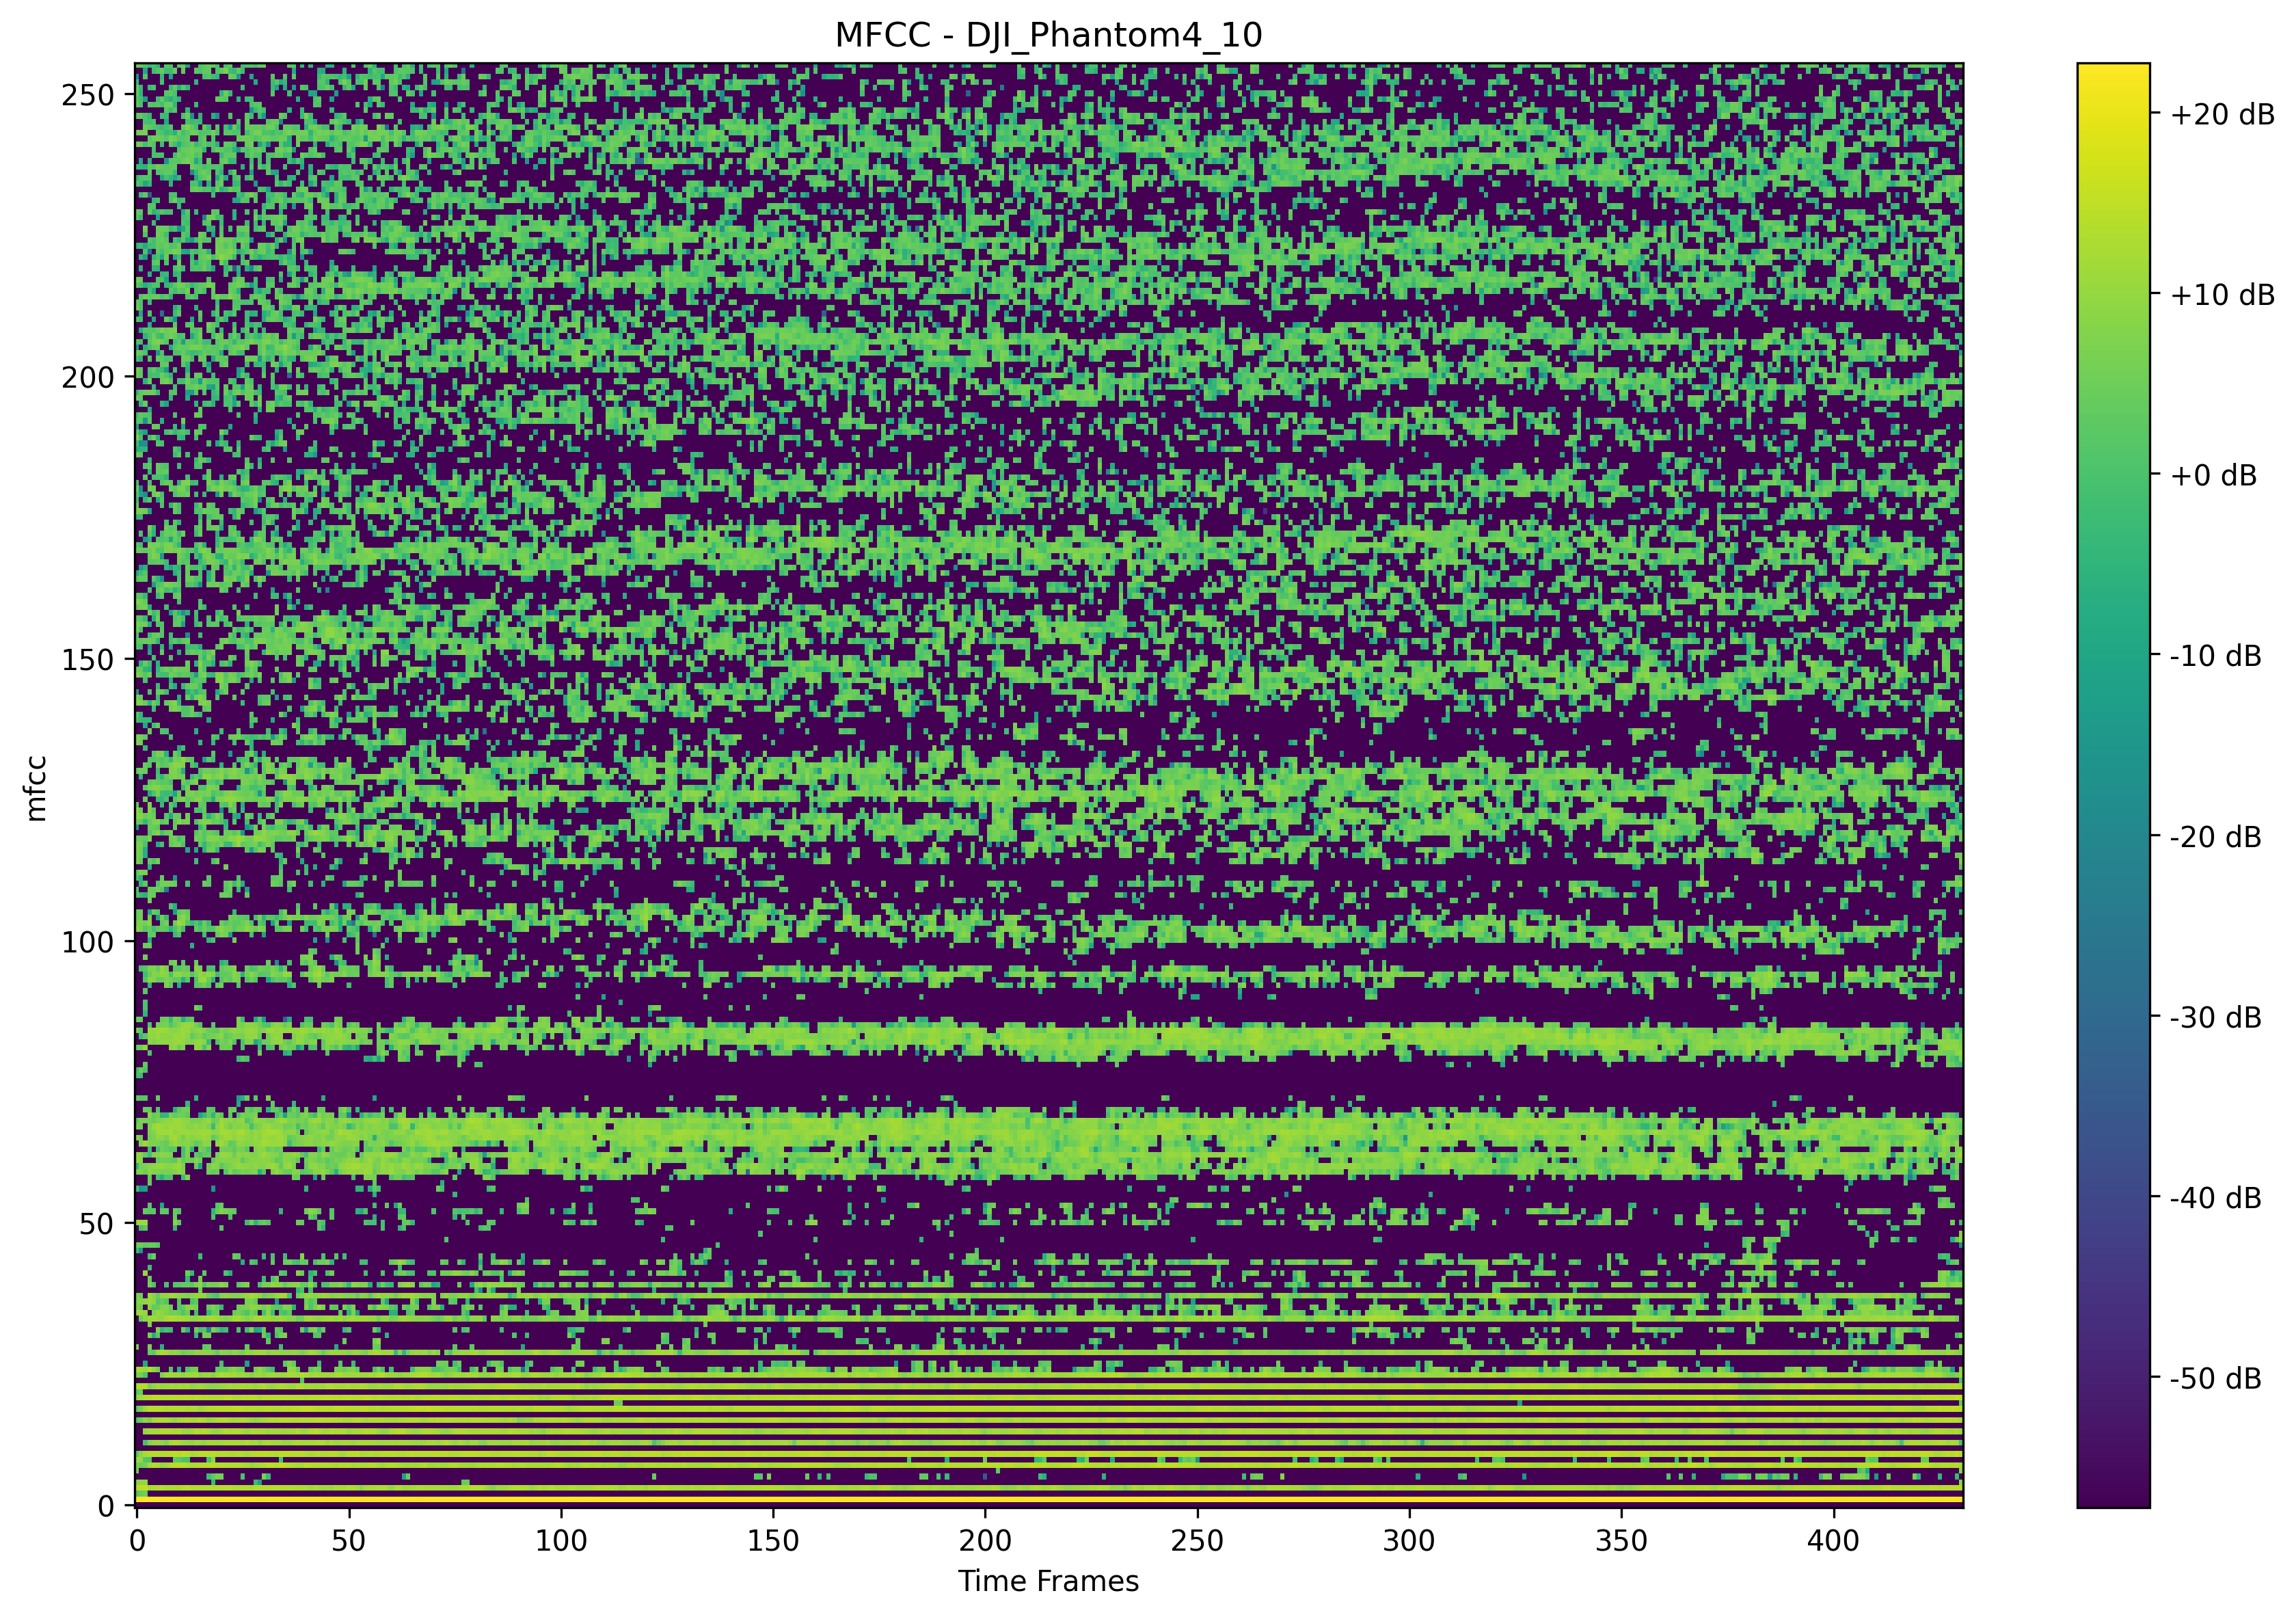 MFCC - DJI_Phantom4_10
mfcc
250
200
150
100
50
0
0 50 100 150 200 250 300 350 400
Time Frames
+20 dB
+10 dB
+0 dB
-10 dB
-20 dB
-30 dB
-40 dB
-50 dB